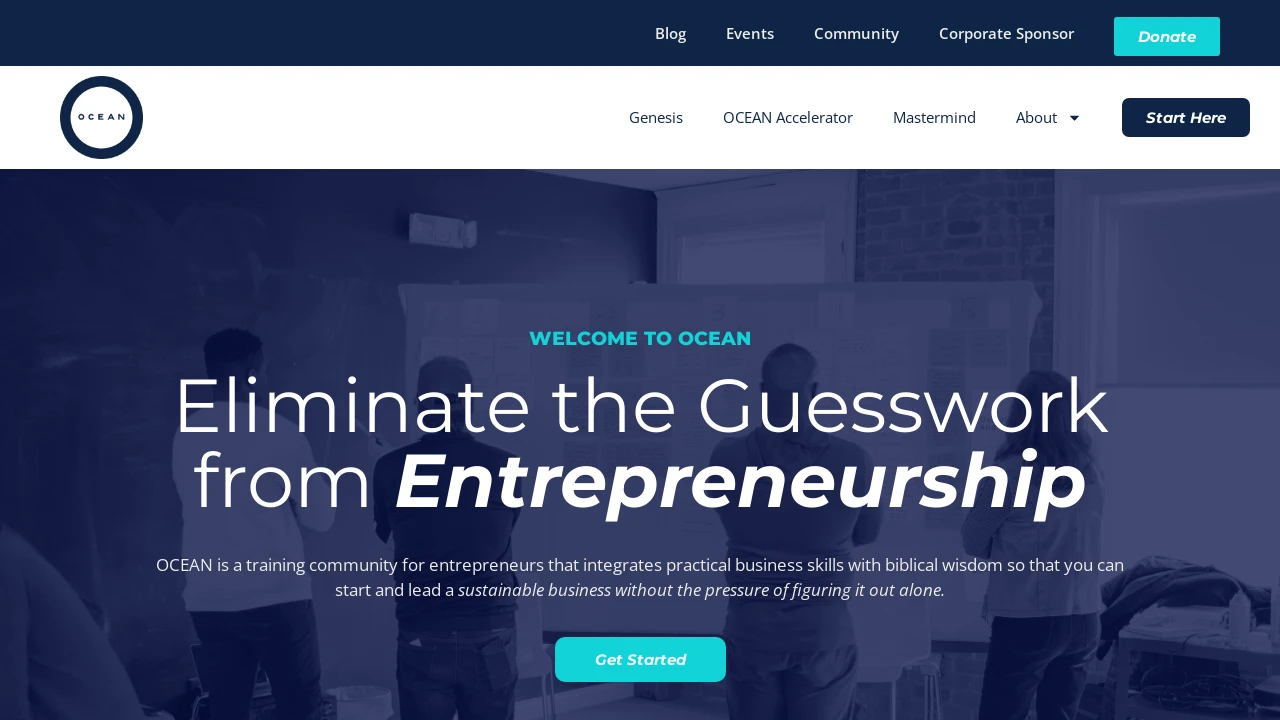 Blog
Events
Community
Corporate Sponsor
Donate
OCEAN
Genesis
OCEAN Accelerator
Mastermind
About
Start Here
WELCOME TO OCEAN
Eliminate the Guesswork
from Entrepreneurship
OCEAN is a training community for entrepreneurs that integrates practical business skills with biblical wisdom so that you can
start and lead a sustainable business without the pressure of figuring it out alone.
Get Started